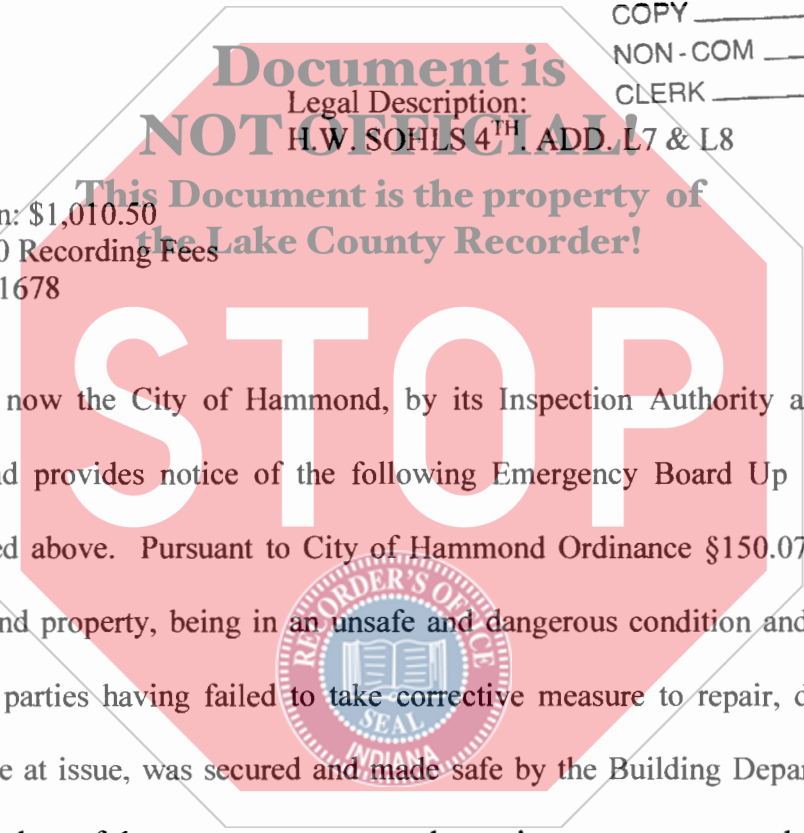 COPY
NON-COM
CLERK
Document is
Legal Description:
NOT OFFICIAL!
H.W. SOHLS 4TH. ADD. L7 & L8
This Document is the property of
n: $1,010.50
the Lake County Recorder!
0 Recording Fees
1678
STOP
now the City of Hammond, by its Inspection Authority a
d provides notice of the following Emergency Board Up
ed above. Pursuant to City of Hammond Ordinance §150.07
nd property, being in an unsafe and dangerous condition and
parties having failed to take corrective measure to repair, d
e at issue, was secured and made safe by the Building Depar
RECORDER'S OFFICE
SEAL
INDIANA